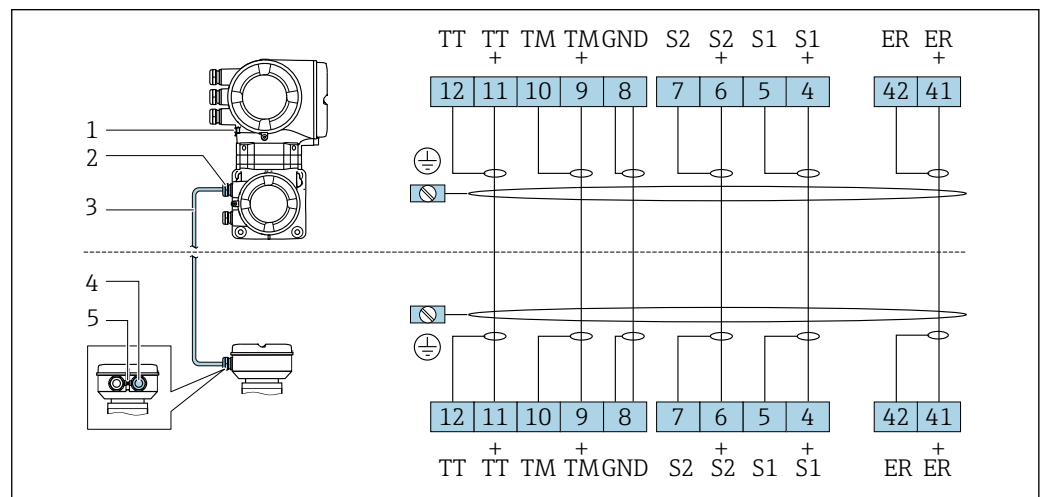 TT TT TM TM GND S2 S2 S1 S1 ER ER
+ + + + +
12 11 10 9 8 7 6 5 4 42 41
1
2
3
4
5
12 11 10 9 8 7 6 5 4 42 41
+ + + + +
TT TT TM TM GND S2 S2 S1 S1 ER ER